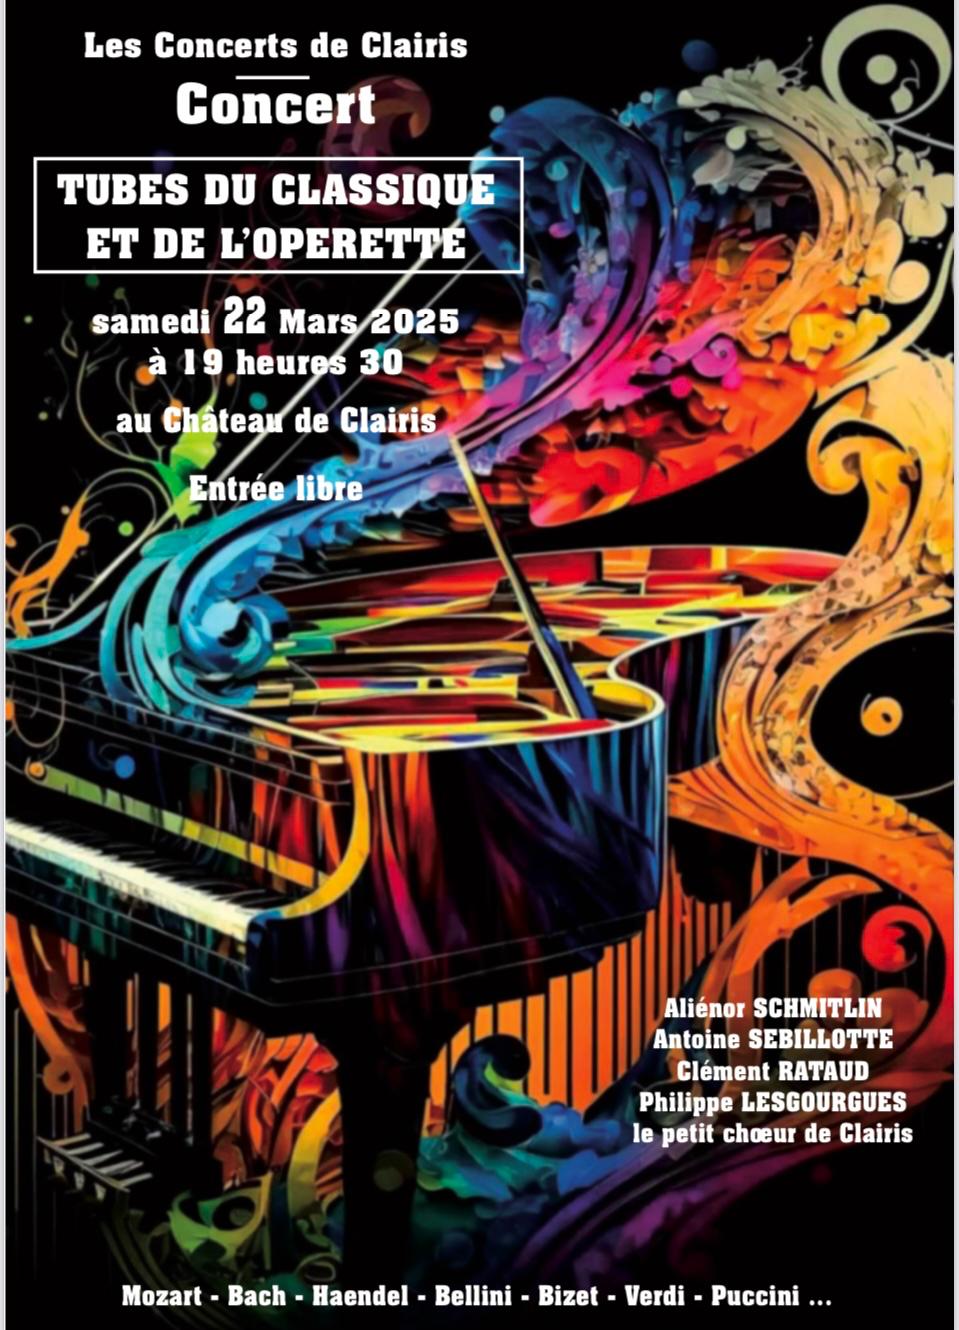 Les Concerts de Clairis
Concert
TUBES DU CLASSIQUE
ET DE L'OPERETTE
samedi 22 Mars 2025
à 19 heures 30
au Château de Clairis
Entrée libre
Aliénor SCHMITLIN
Antoine SEBILLOTTE
Clément RATAUD
Philippe LESGOURGUES
le petit chœur de Clairis
Mozart - Bach - Haendel - Bellini - Bizet - Verdi - Puccini ...